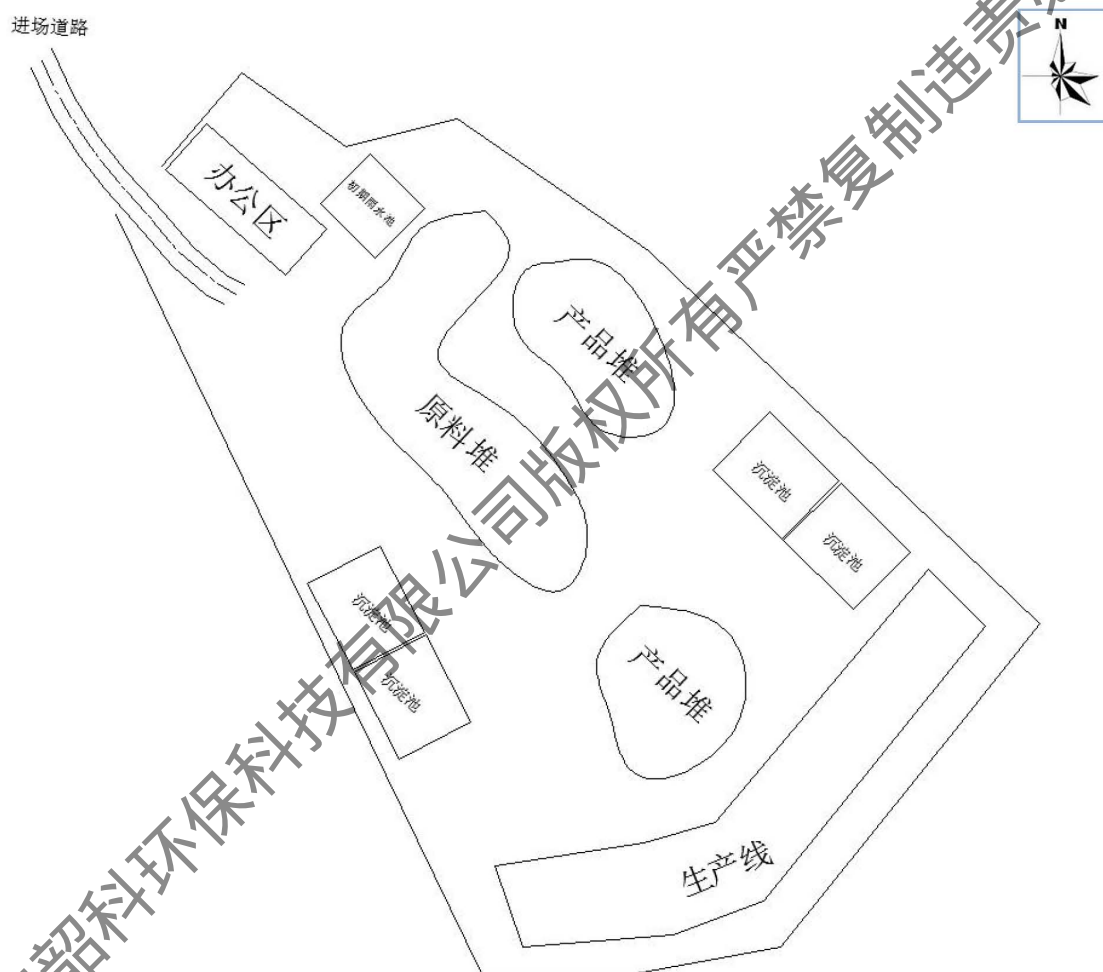 进场道路
N
办公区
初期雨水池
产品堆
原料堆
沉淀池
沉淀池
沉淀池
沉淀池
产品堆
生产线
韶科环保科技有限公司版权所有严禁复制违责